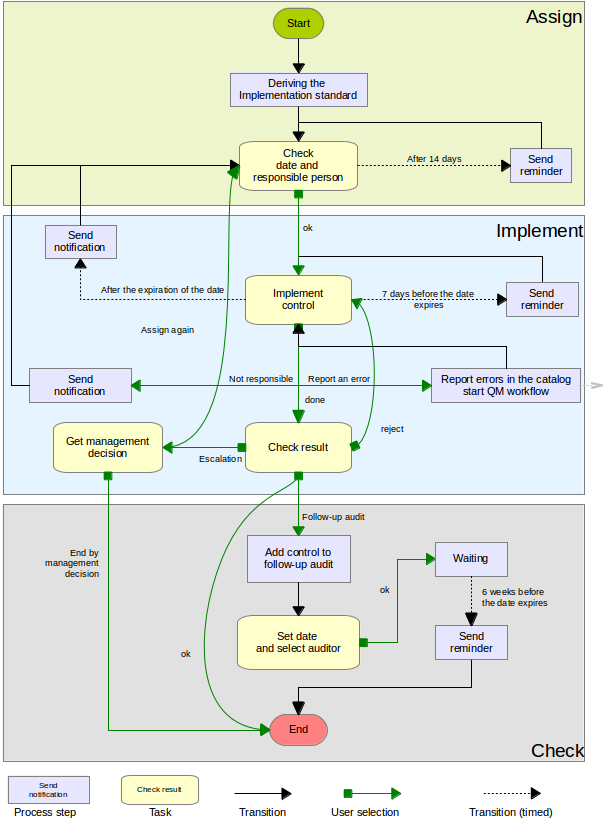 Assign
Start
Deriving the
Implementation standard
Check
date and
responsible person
After 14 days
Send
reminder
ok
Implement
Send
notification
After the expiration of the date
Implement
control
7 days before the date
expires
Send
reminder
Assign again
Send
notification
Not responsible
Report an error
Report errors in the catalog
start QM workflow
done
reject
Get management
decision
Escalation
Check result
Follow-up audit
End by
management
decision
Add control to
follow-up audit
Waiting
ok
6 weeks before
the date expires
Set date
and select auditor
Send
reminder
ok
End
Check
Send
notification
Check result
Process step
Task
Transition
User selection
Transition (timed)